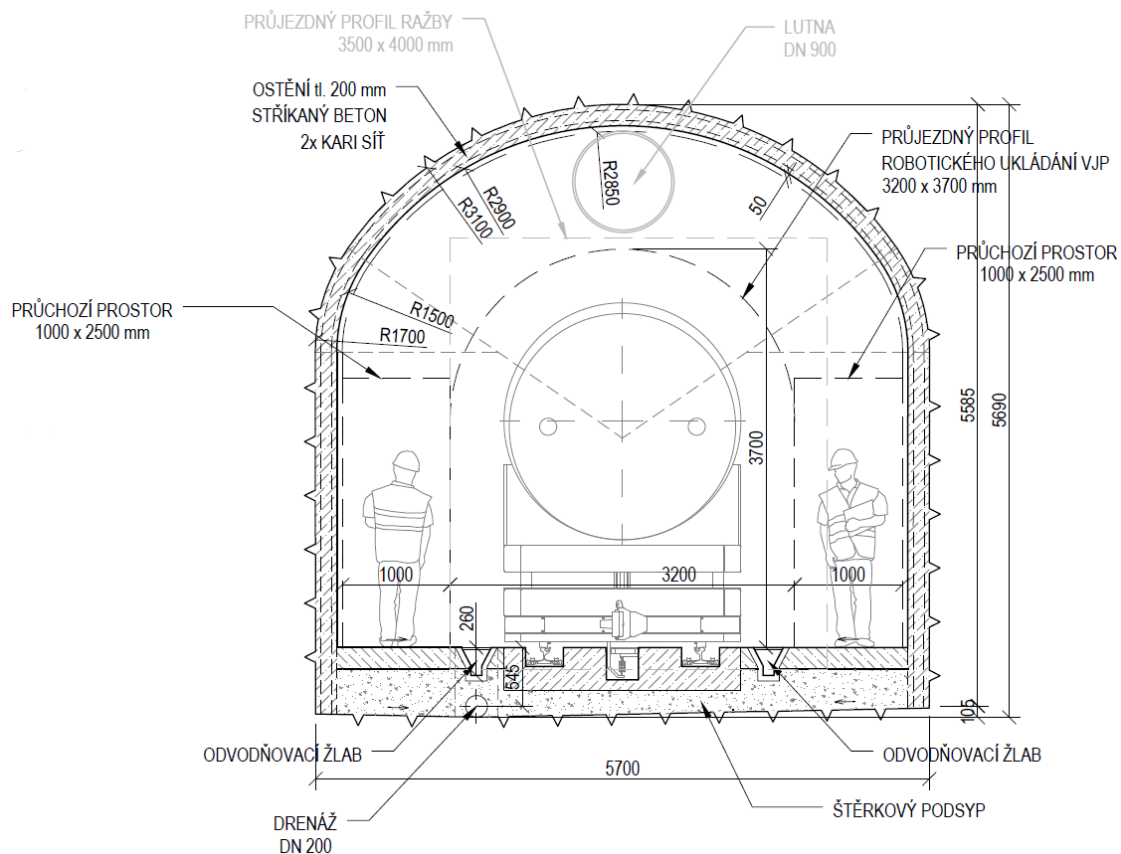 PRŮJEZDNÝ PROFIL RAŽBY
3500 x 4000 mm
LUTNA
DN 900
OSTĚNÍ tl. 200 mm
STŘÍKANÝ BETON
2x KARI SÍŤ
PRŮJEZDNÝ PROFIL
ROBOTICKÉHO UKLÁDÁNÍ VJP
3200 x 3700 mm
R2850
R2900
R3100
50
PRŮCHOZÍ PROSTOR
1000 x 2500 mm
PRŮCHOZÍ PROSTOR
1000 x 2500 mm
R1500
R1700
5585
5690
3700
1000
3200
1000
260
545
105
ODVODŇOVACÍ ŽLAB
ODVODŇOVACÍ ŽLAB
5700
ŠTĚRKOVÝ PODSYP
DRENÁŽ
DN 200